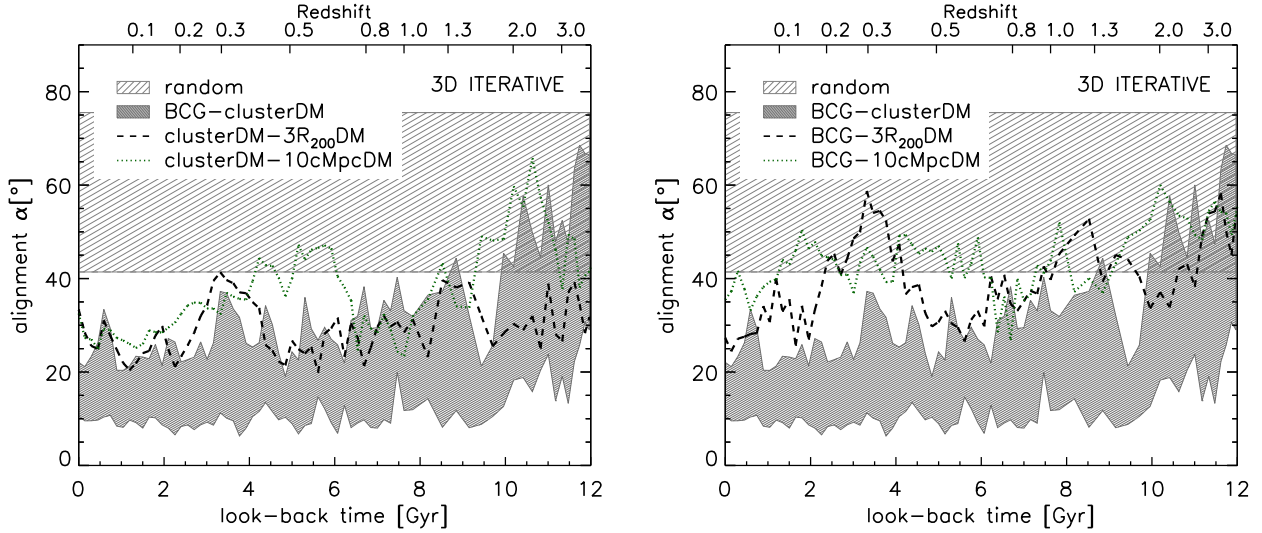 Redshift
0.1 0.2 0.3 0.5 0.8 1.0 1.3 2.0 3.0
random
3D ITERATIVE
BCG−clusterDM
clusterDM−3R₂₀₀DM
clusterDM−10cMpcDM
80
60
40
20
0
alignment α[°]
0 2 4 6 8 10 12
look−back time [Gyr]
Redshift
0.1 0.2 0.3 0.5 0.8 1.0 1.3 2.0 3.0
random
3D ITERATIVE
BCG−clusterDM
BCG−3R₂₀₀DM
BCG−10cMpcDM
80
60
40
20
0
alignment α[°]
0 2 4 6 8 10 12
look−back time [Gyr]